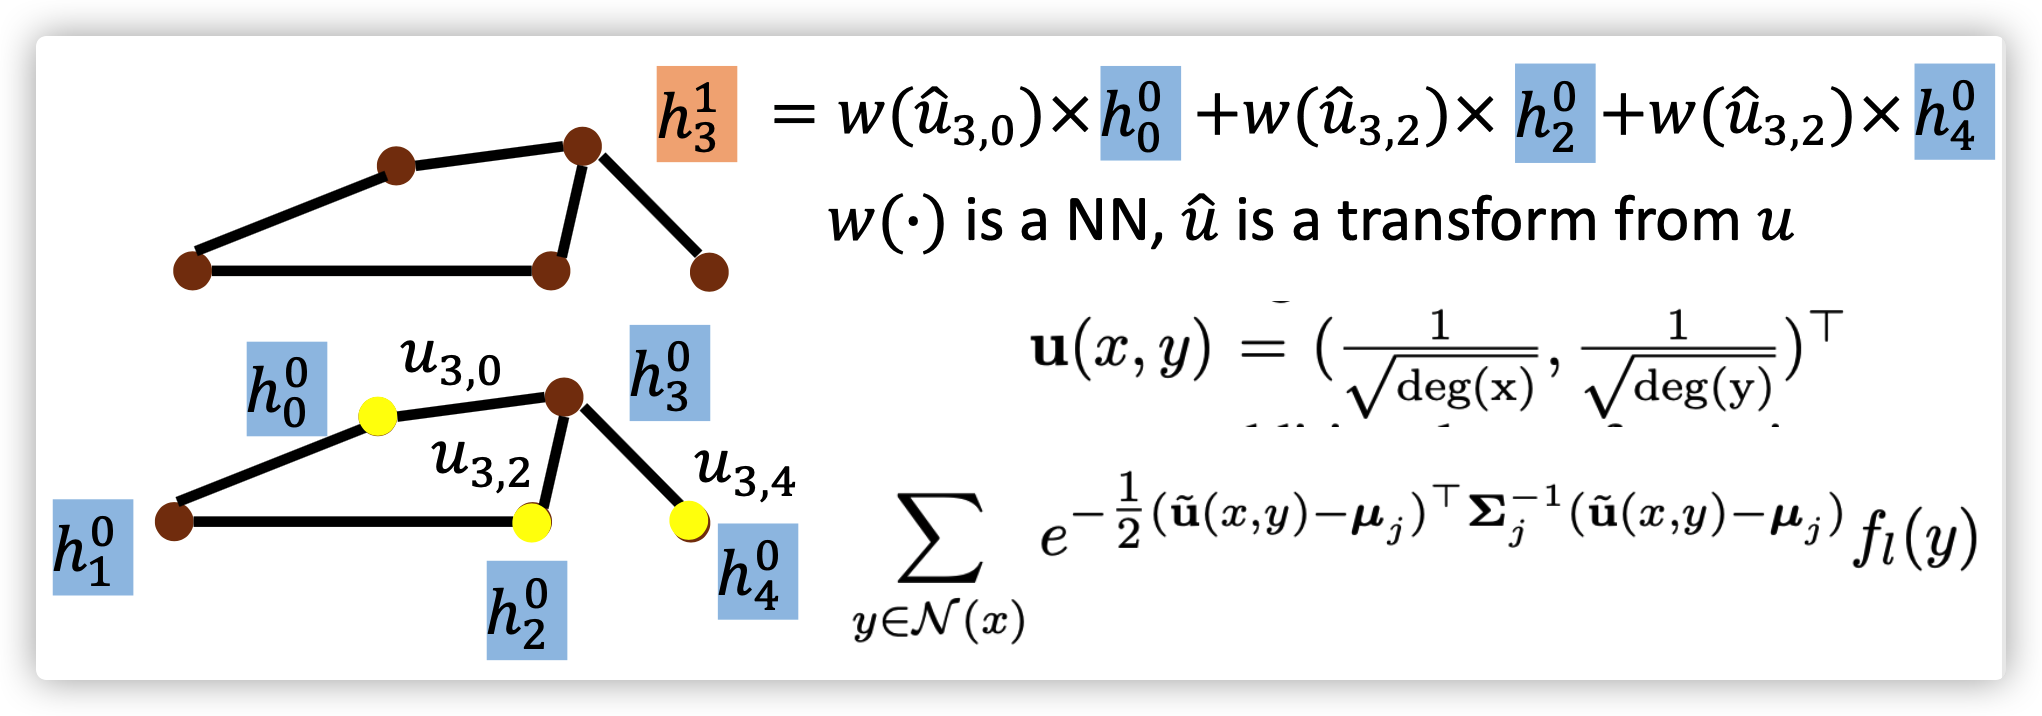 h_3^1 = w(û_{3,0})×h_0^0 +w(û_{3,2})× h_2^0 +w(û_{3,2})× h_4^0
w(·) is a NN, û is a transform from u
u(x, y) = (1/√deg(x), 1/√deg(y))^⊤
h_0^0 u_{3,0} h_3^0
u_{3,2} u_{3,4}
h_1^0 h_2^0 h_4^0
∑_{y∈𝒩(x)} e^{−½(ũ(x,y)−μ_j)^⊤ Σ_j^{−1}(ũ(x,y)−μ_j)} f_l(y)